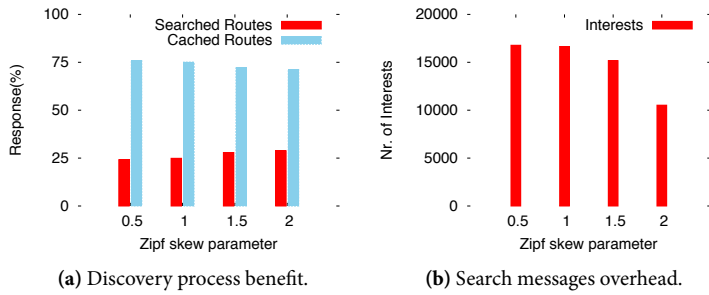 100
75
50
25
0
Response(%)
Searched Routes
Cached Routes
0.5 1 1.5 2
Zipf skew parameter
(a) Discovery process benefit.
20000
15000
10000
5000
0
Nr. of Interests
Interests
0.5 1 1.5 2
Zipf skew parameter
(b) Search messages overhead.